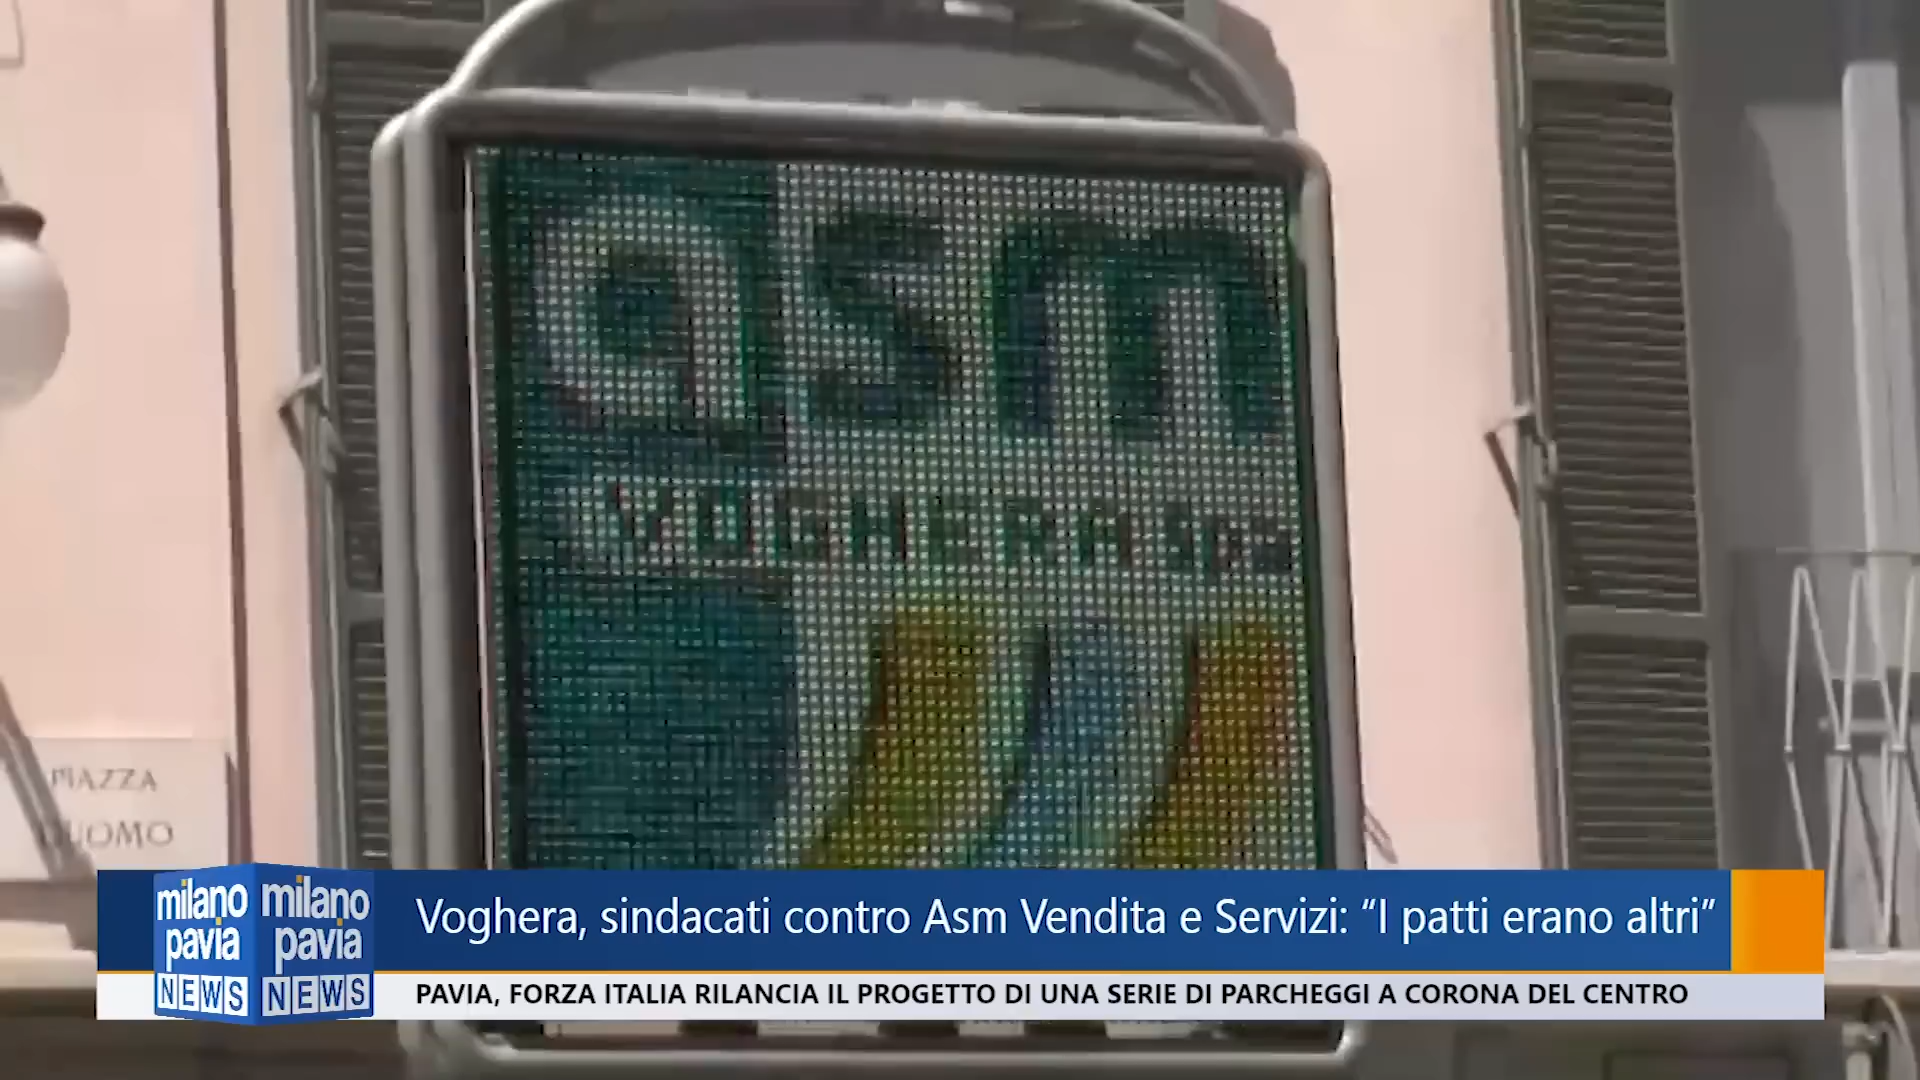 asm
VOGHERA SPA
PIAZZA
DUOMO
milano
pavia
NEWS
milano
pavia
NEWS
Voghera, sindacati contro Asm Vendita e Servizi: “I patti erano altri”
PAVIA, FORZA ITALIA RILANCIA IL PROGETTO DI UNA SERIE DI PARCHEGGI A CORONA DEL CENTRO